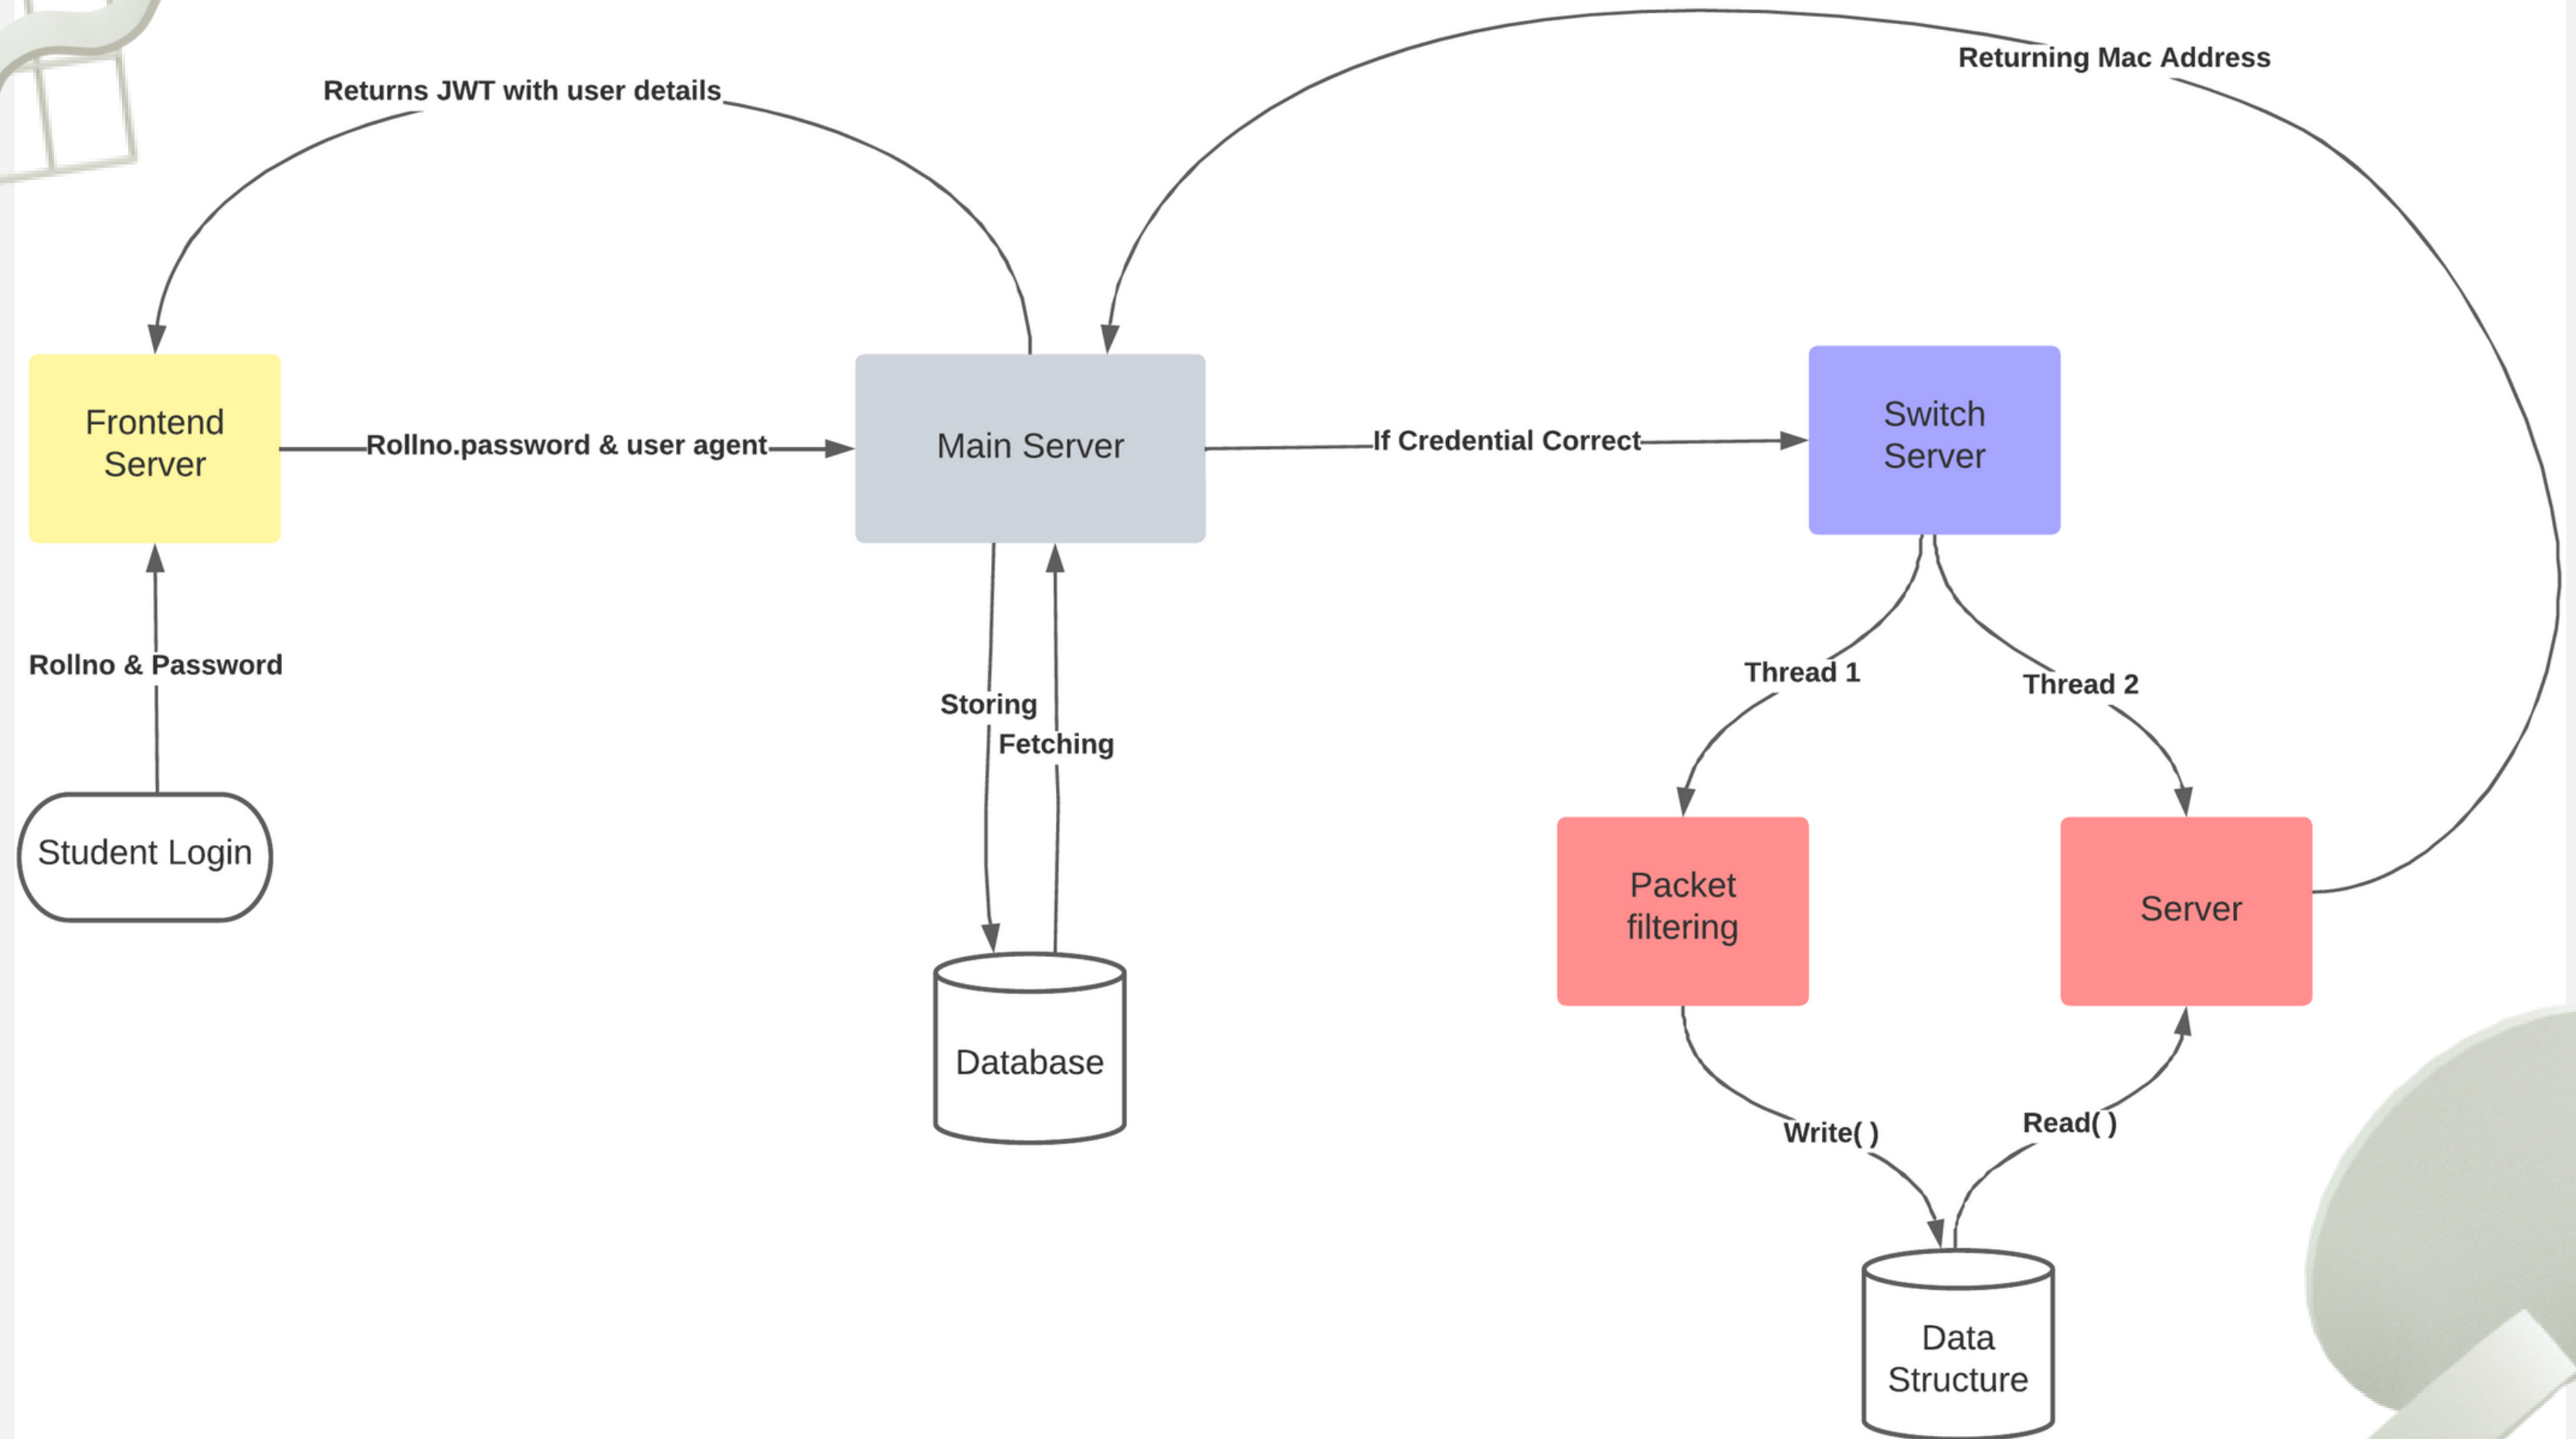 Returning Mac Address
Returns JWT with user details
Frontend
Server
Rollno.password & user agent
Main Server
If Credential Correct
Switch
Server
Rollno & Password
Storing
Fetching
Thread 1
Thread 2
Student Login
Packet
filtering
Server
Database
Write( )
Read( )
Data
Structure